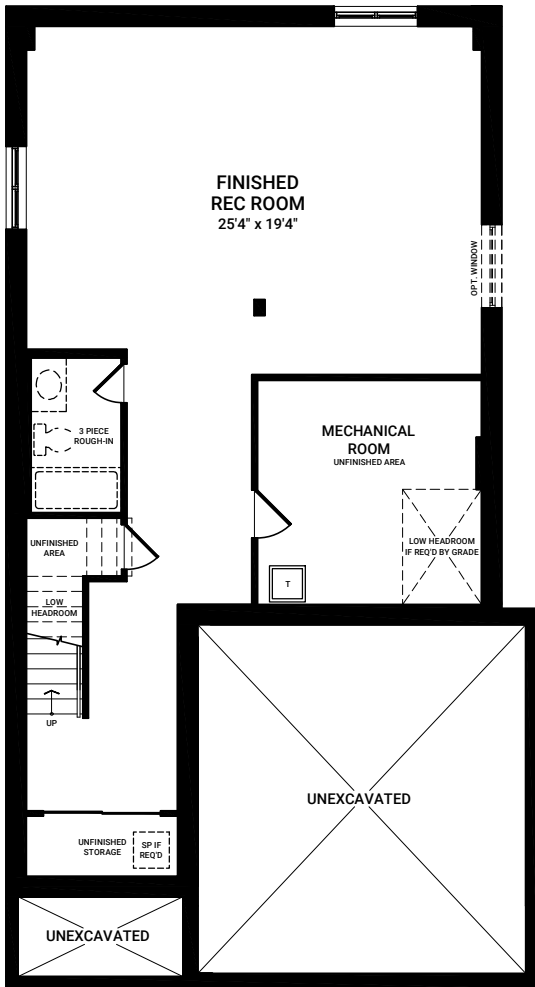 FINISHED
REC ROOM
25'4" x 19'4"
OPT. WINDOW
3 PIECE
ROUGH-IN
MECHANICAL
ROOM
UNFINISHED AREA
UNFINISHED
AREA
LOW HEADROOM
IF REQ'D BY GRADE
T
LOW
HEADROOM
UP
UNEXCAVATED
UNFINISHED
STORAGE
SP IF
REQ'D
UNEXCAVATED